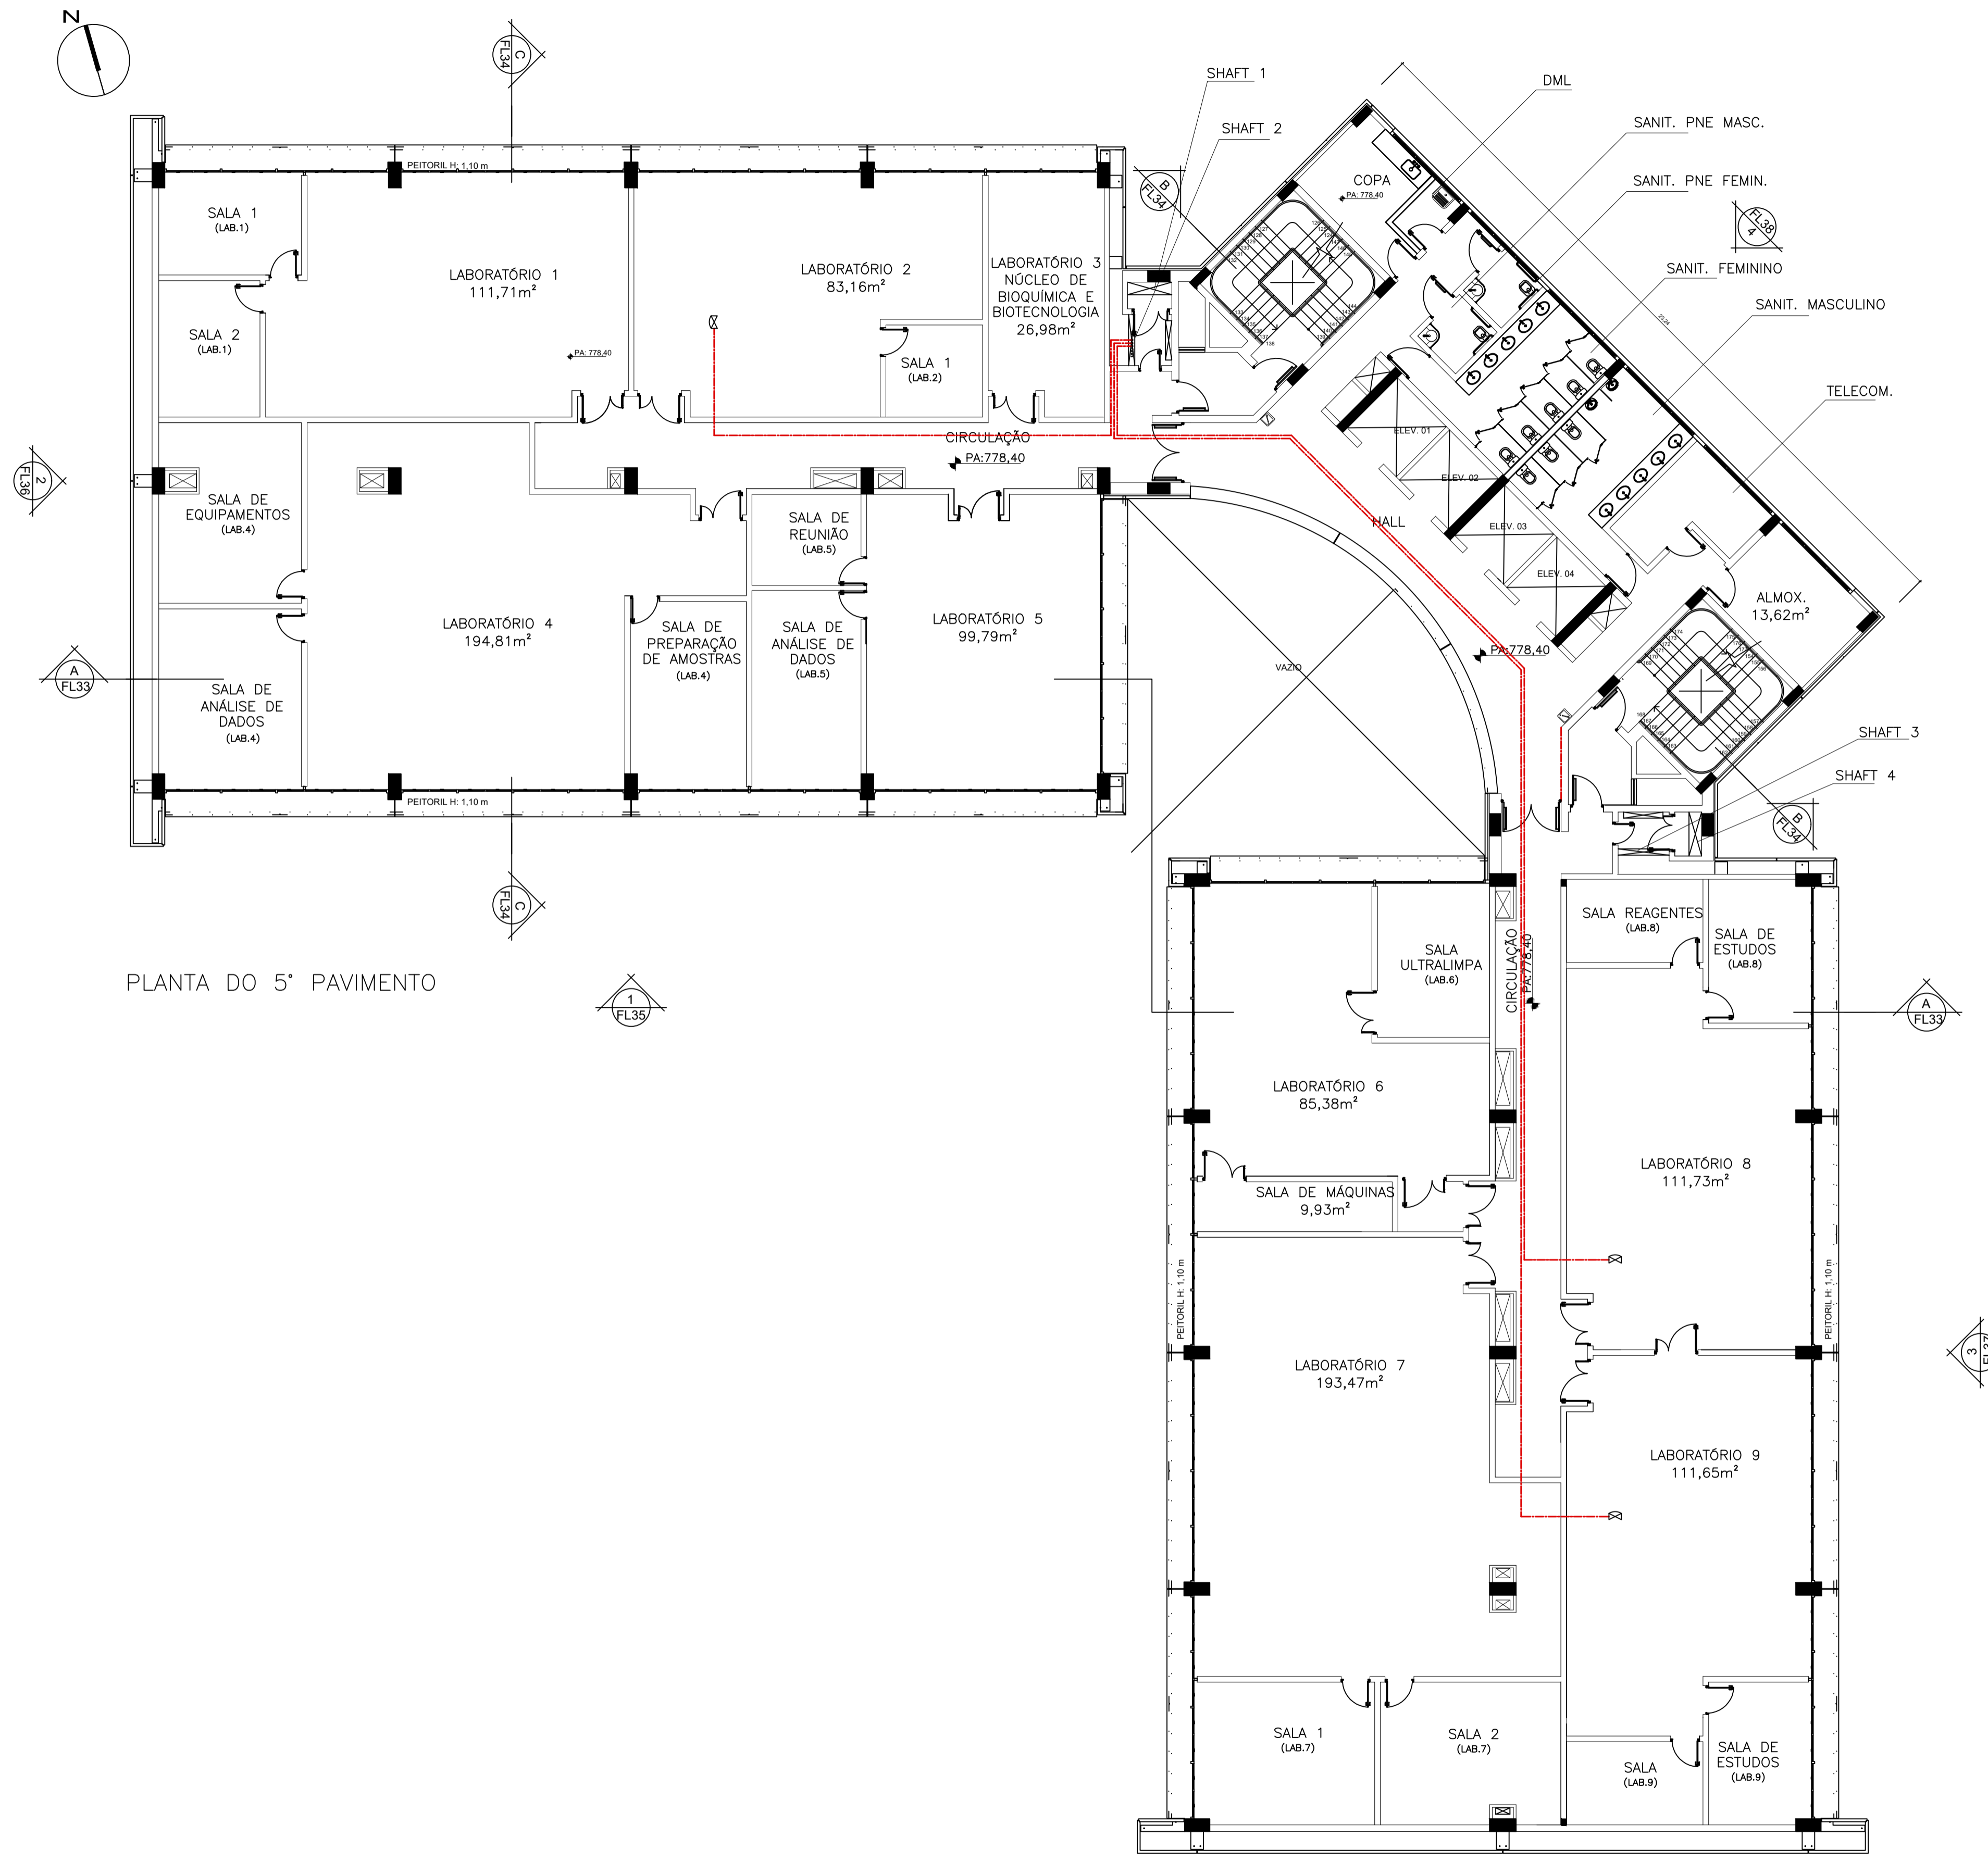 N
C
FL34
SHAFT 1
SHAFT 2
DML
SANIT. PNE MASC.
SANIT. PNE FEMIN.
SANIT. FEMININO
SANIT. MASCULINO
TELECOM.
FL38
4
B
FL34
COPA
PA: 778,40
23,24
PEITORIL H: 1,10 m
SALA 1
(LAB.1)
SALA 2
(LAB.1)
LABORATÓRIO 1
111,71m²
PA: 778,40
LABORATÓRIO 2
83,16m²
SALA 1
(LAB.2)
LABORATÓRIO 3
NÚCLEO DE
BIOQUÍMICA E
BIOTECNOLOGIA
26,98m²
CIRCULAÇÃO
PA:778,40
ELEV. 01
ELEV. 02
ELEV. 03
ELEV. 04
HALL
PA:778,40
ALMOX.
13,62m²
2
FL36
SALA DE
EQUIPAMENTOS
(LAB.4)
SALA DE
REUNIÃO
(LAB.5)
LABORATÓRIO 4
194,81m²
SALA DE
PREPARAÇÃO
DE AMOSTRAS
(LAB.4)
SALA DE
ANÁLISE DE
DADOS
(LAB.5)
LABORATÓRIO 5
99,79m²
VAZIO
A
FL33
SALA DE
ANÁLISE DE
DADOS
(LAB.4)
PEITORIL H: 1,10 m
SHAFT 3
SHAFT 4
B
FL34
C
FL34
PLANTA DO 5° PAVIMENTO
1
FL35
SALA
ULTRALIMPA
(LAB.6)
CIRCULAÇÃO
PA:778,40
SALA REAGENTES
(LAB.8)
SALA DE
ESTUDOS
(LAB.8)
A
FL33
LABORATÓRIO 6
85,38m²
SALA DE MÁQUINAS
9,93m²
LABORATÓRIO 8
111,73m²
PEITORIL H: 1,10 m
PEITORIL H: 1,10 m
3
FL37
LABORATÓRIO 7
193,47m²
LABORATÓRIO 9
111,65m²
SALA 1
(LAB.7)
SALA 2
(LAB.7)
SALA
(LAB.9)
SALA DE
ESTUDOS
(LAB.9)